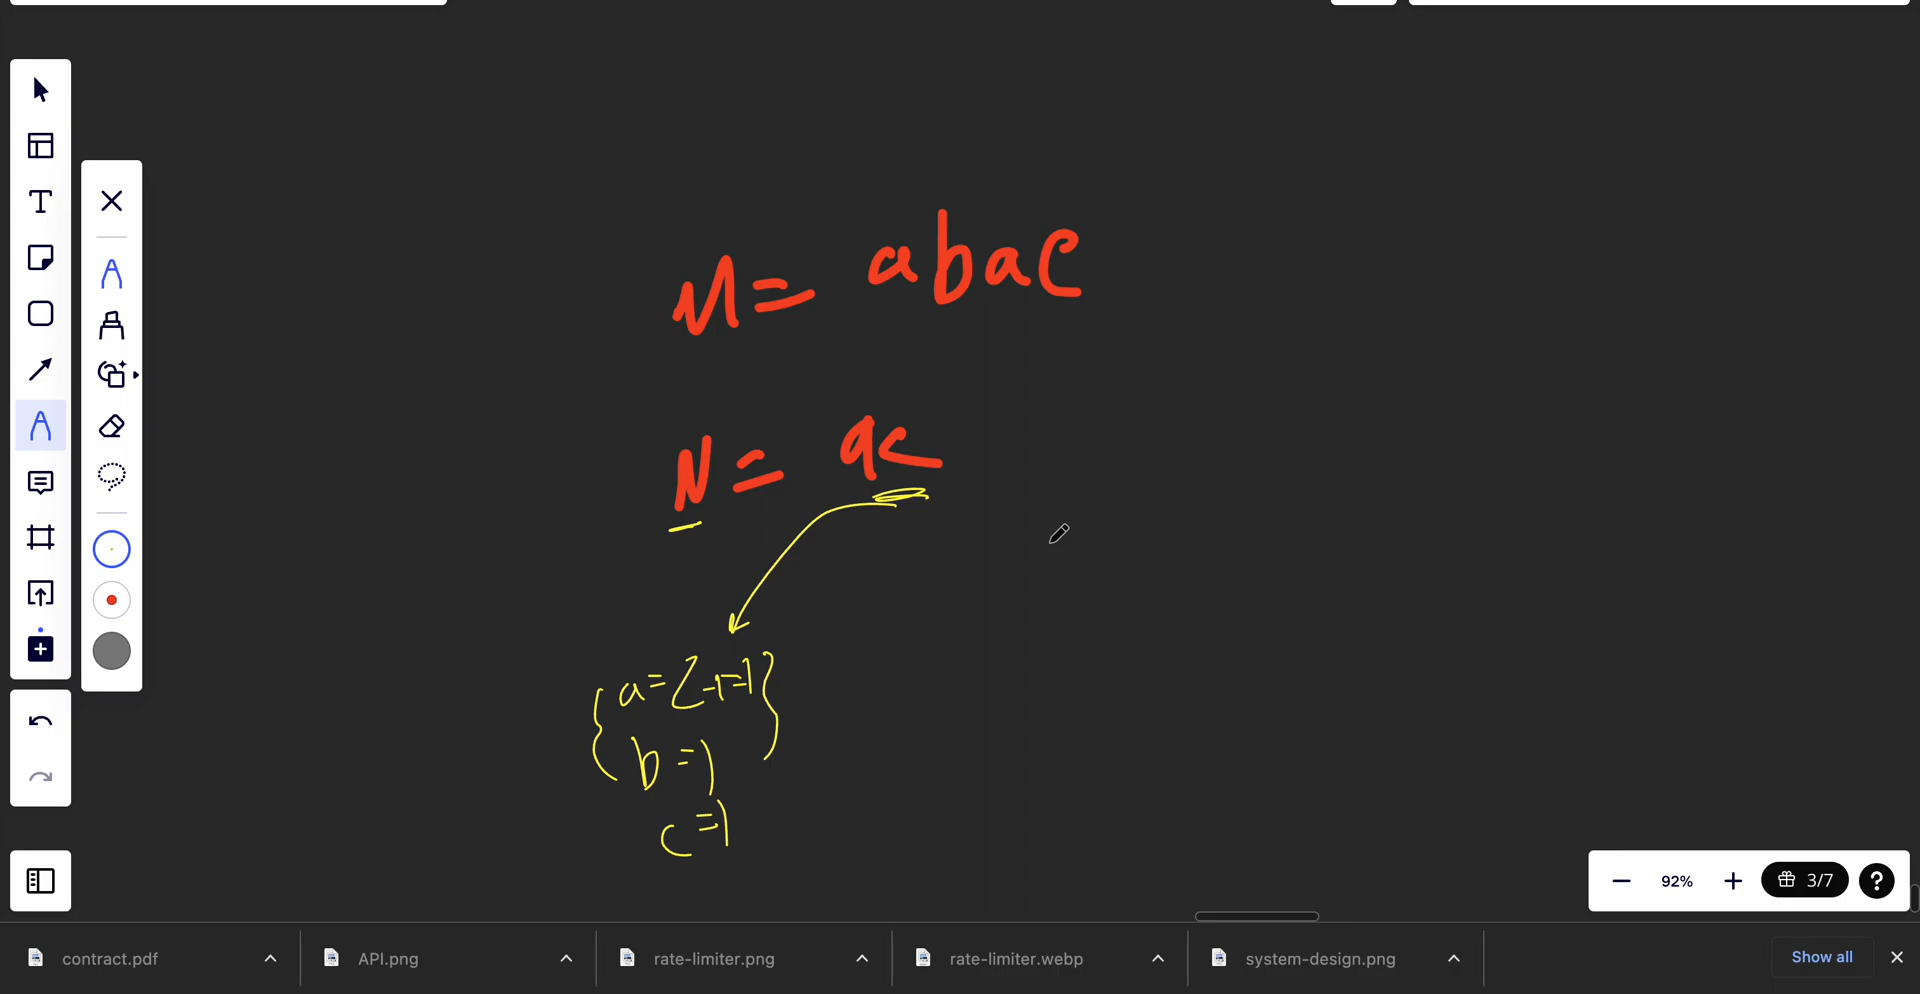 M= abac
N= ac
{a=2-1=1}
b=1
c=1
92%
3/7
?
contract.pdf
API.png
rate-limiter.png
rate-limiter.webp
system-design.png
Show all